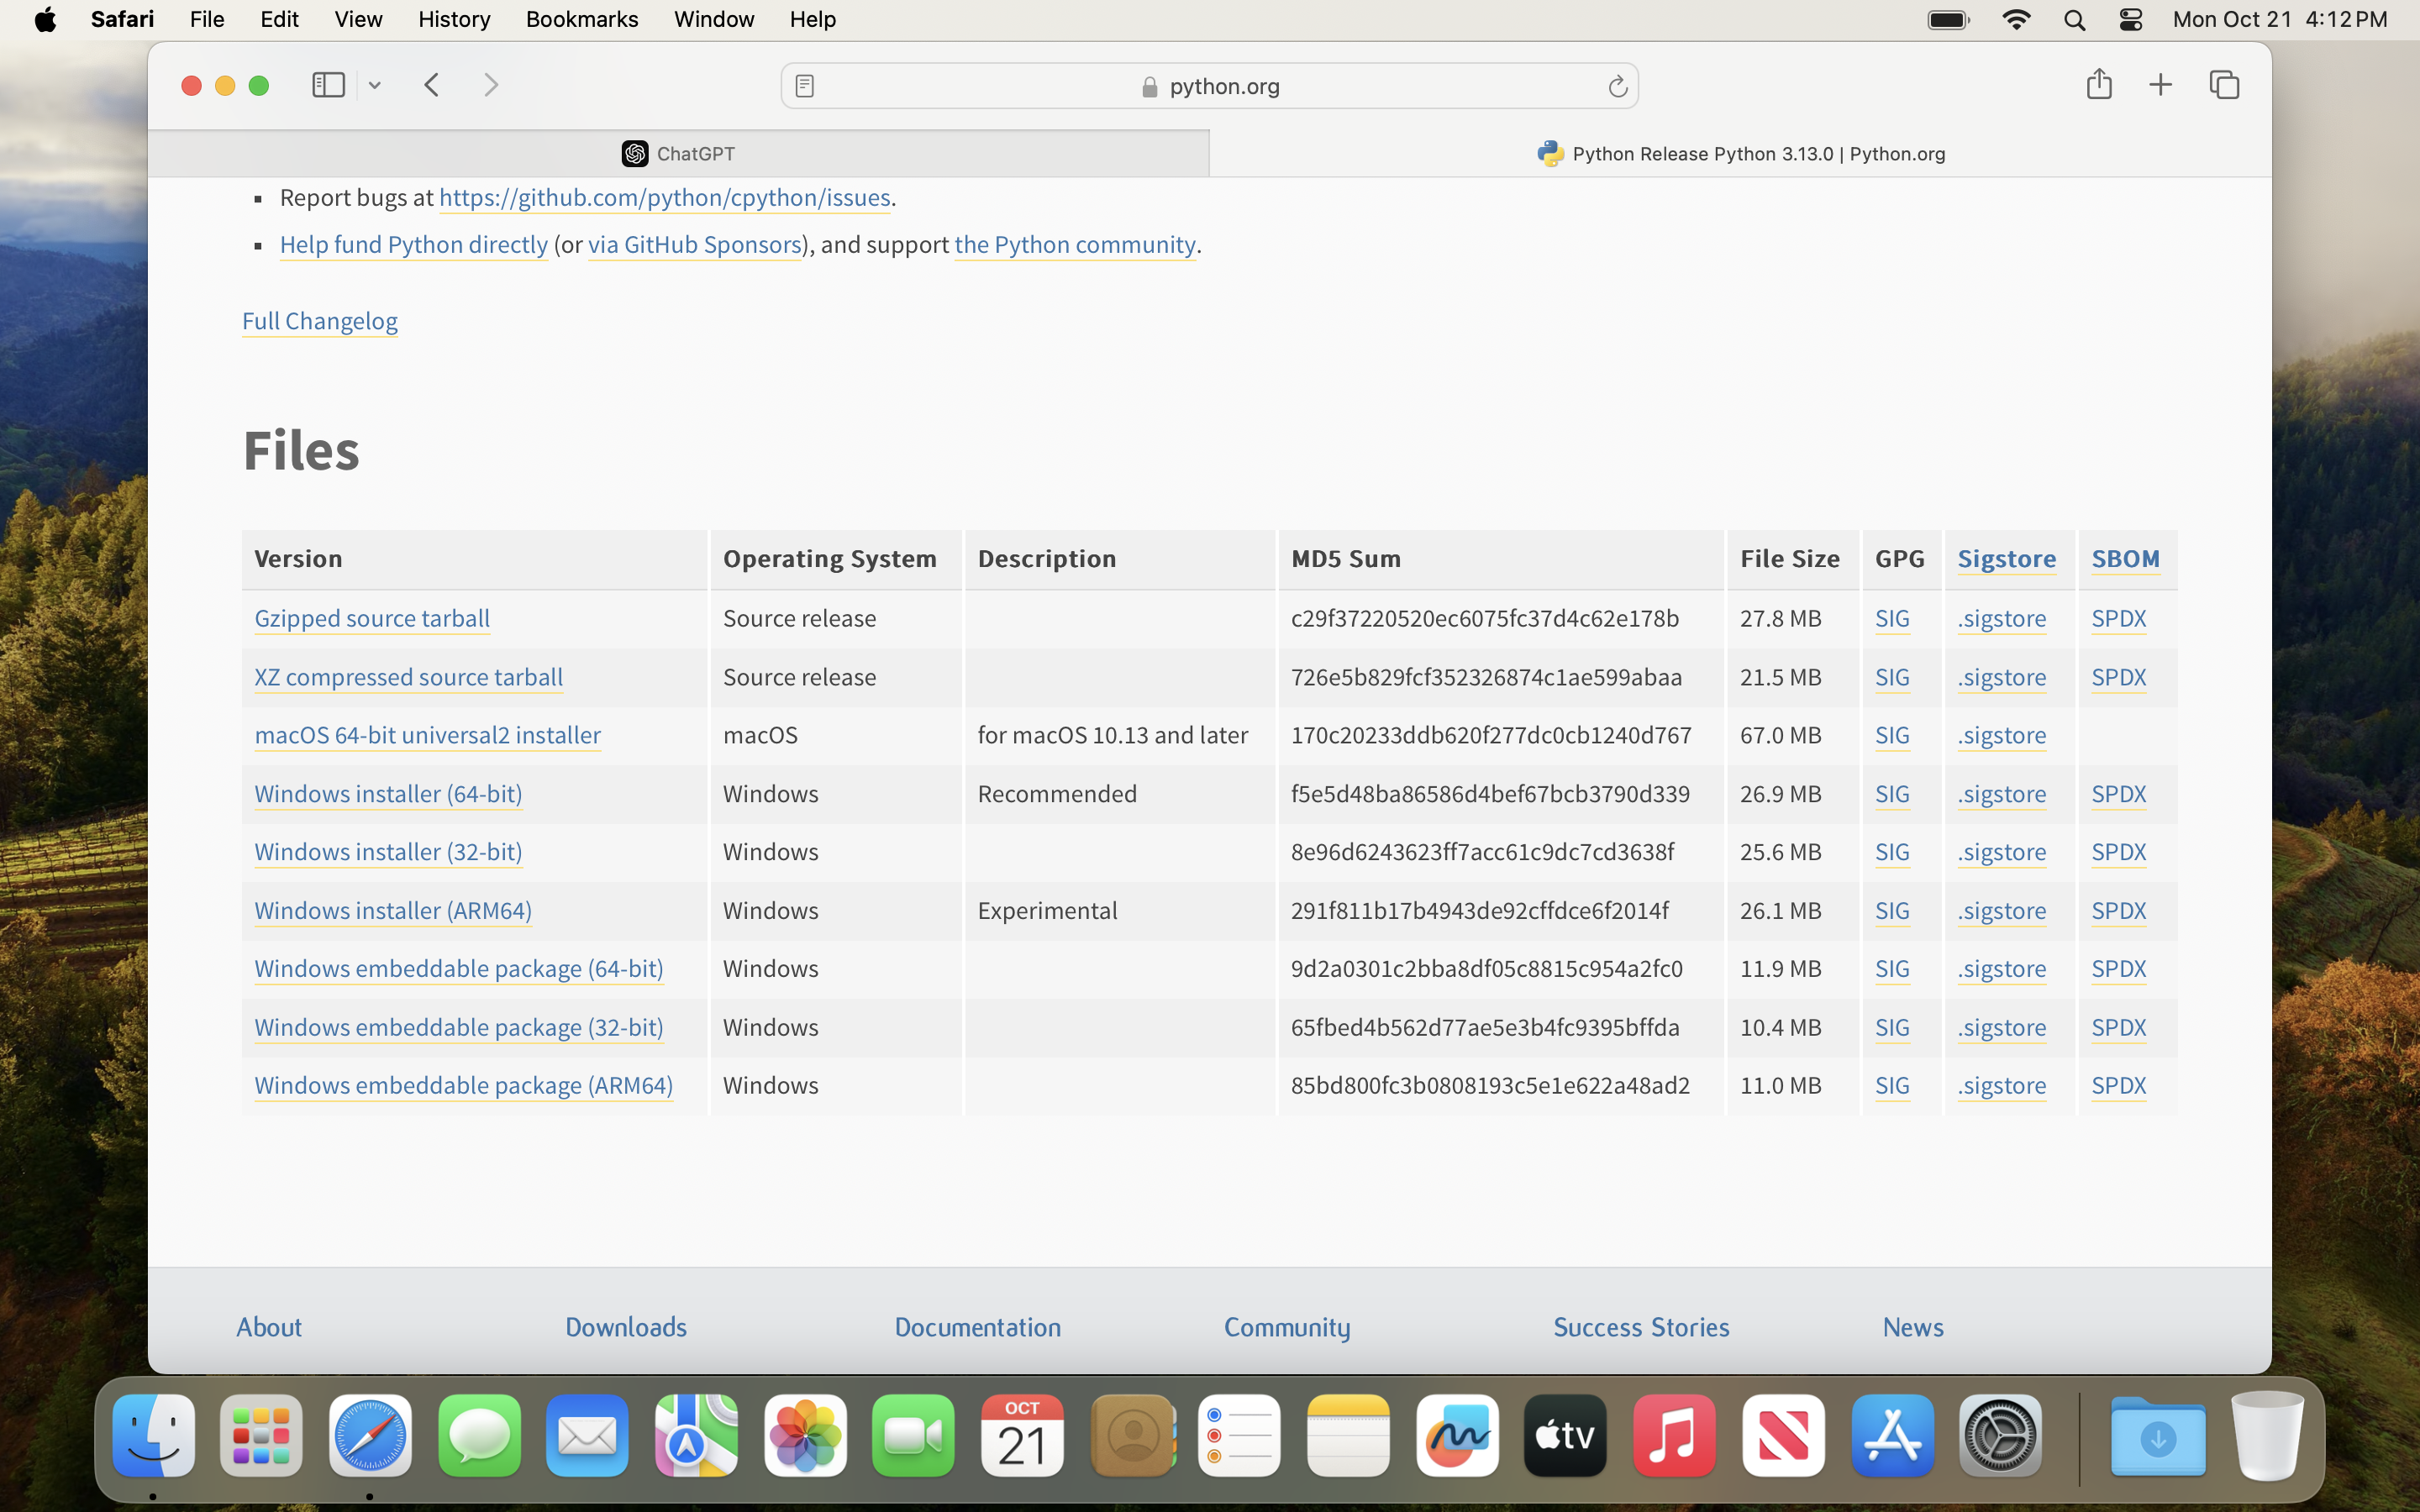 Safari File Edit View History Bookmarks Window Help Mon Oct 21 4:12 PM
python.org
ChatGPT Python Release Python 3.13.0 | Python.org
▪ Report bugs at https://github.com/python/cpython/issues.
▪ Help fund Python directly (or via GitHub Sponsors), and support the Python community.
Full Changelog
Files
Version Operating System Description MD5 Sum File Size GPG Sigstore SBOM
Gzipped source tarball Source release c29f37220520ec6075fc37d4c62e178b 27.8 MB SIG .sigstore SPDX
XZ compressed source tarball Source release 726e5b829fcf352326874c1ae599abaa 21.5 MB SIG .sigstore SPDX
macOS 64-bit universal2 installer macOS for macOS 10.13 and later 170c20233ddb620f277dc0cb1240d767 67.0 MB SIG .sigstore
Windows installer (64-bit) Windows Recommended f5e5d48ba86586d4bef67bcb3790d339 26.9 MB SIG .sigstore SPDX
Windows installer (32-bit) Windows 8e96d6243623ff7acc61c9dc7cd3638f 25.6 MB SIG .sigstore SPDX
Windows installer (ARM64) Windows Experimental 291f811b17b4943de92cffdce6f2014f 26.1 MB SIG .sigstore SPDX
Windows embeddable package (64-bit) Windows 9d2a0301c2bba8df05c8815c954a2fc0 11.9 MB SIG .sigstore SPDX
Windows embeddable package (32-bit) Windows 65fbed4b562d77ae5e3b4fc9395bffda 10.4 MB SIG .sigstore SPDX
Windows embeddable package (ARM64) Windows 85bd800fc3b0808193c5e1e622a48ad2 11.0 MB SIG .sigstore SPDX
About Downloads Documentation Community Success Stories News
OCT
21
tv